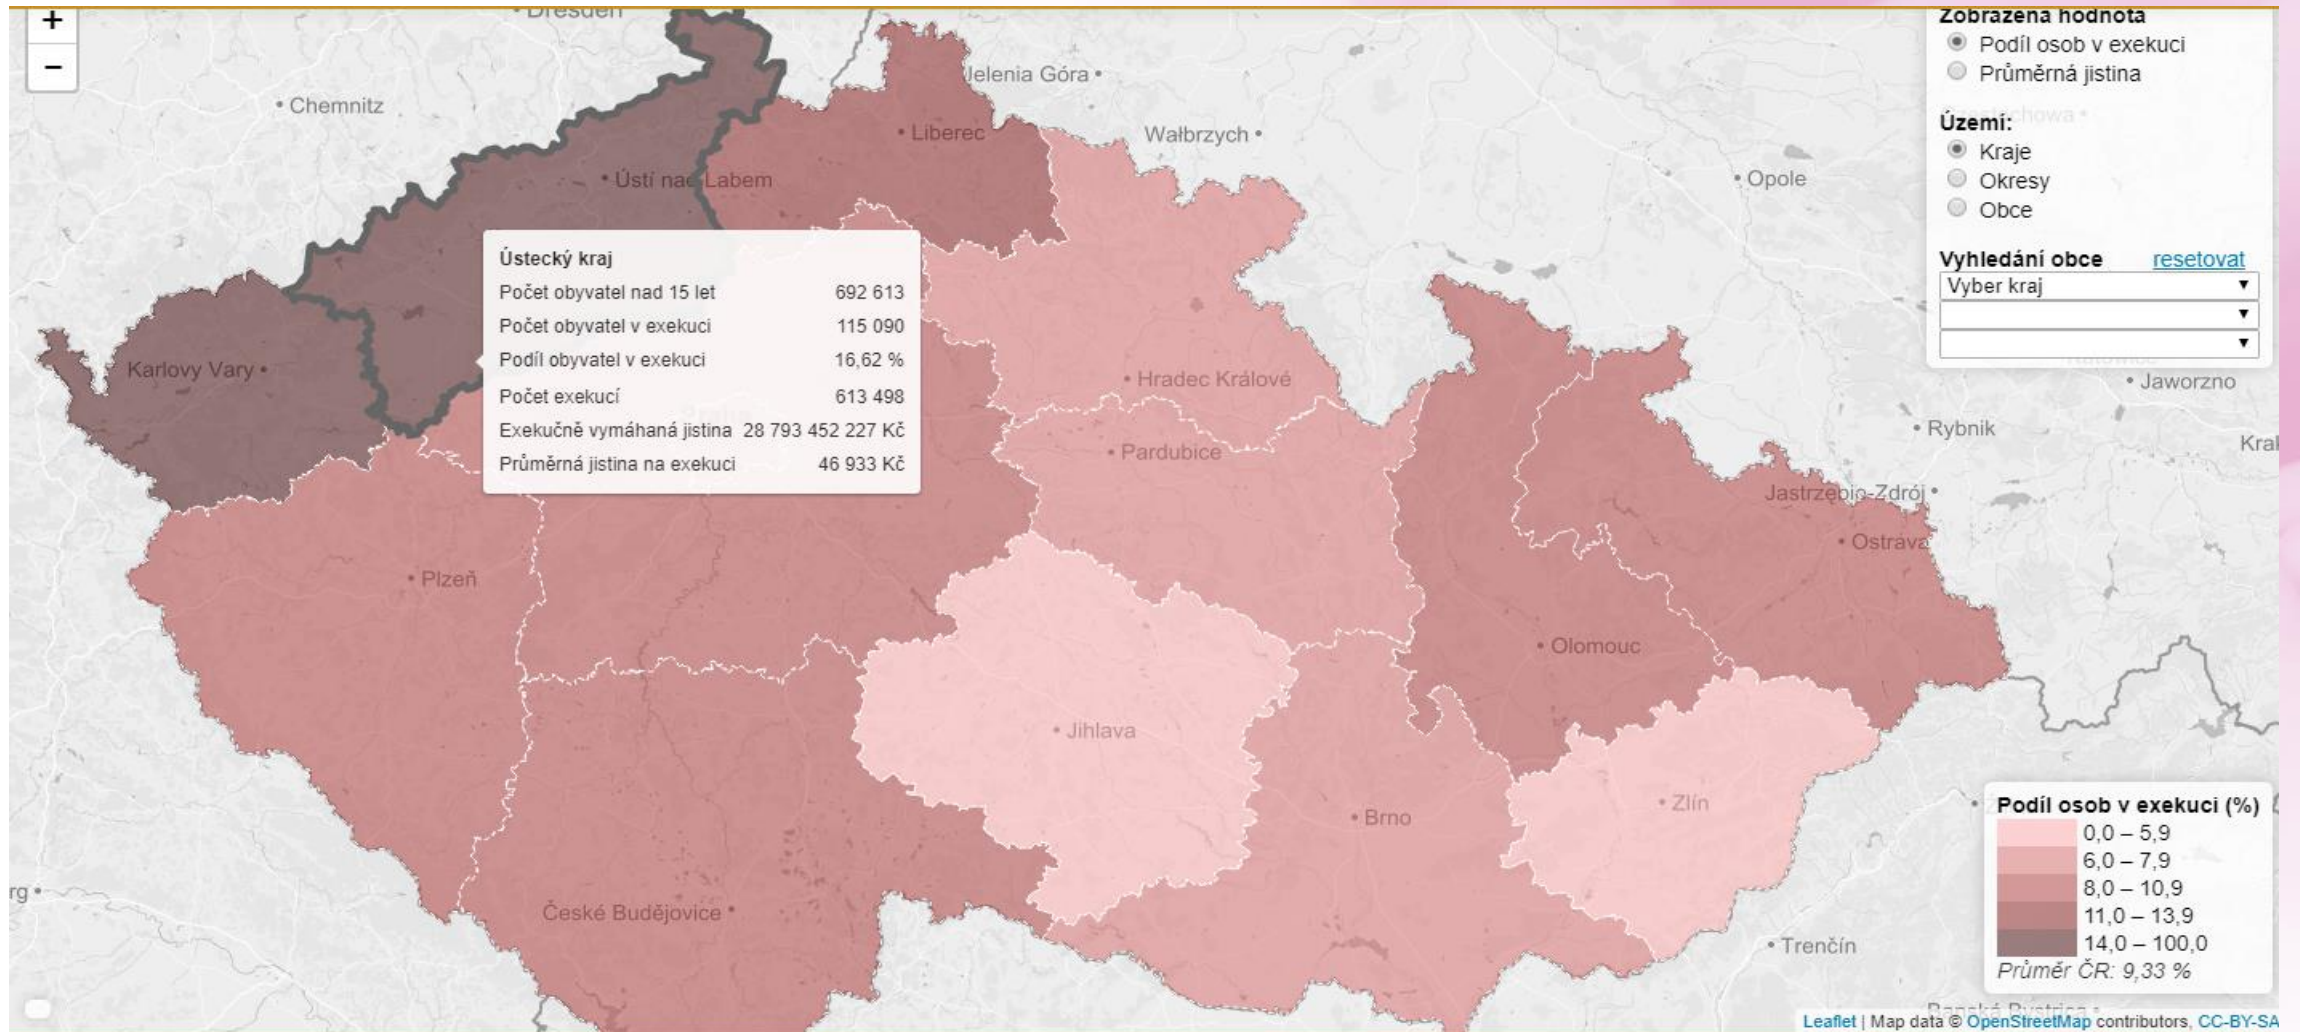 +
−
Dresden
Chemnitz
Jelenia Góra
Wałbrzych
Opole
Liberec
Ústí nad Labem
Karlovy Vary
Hradec Králové
Pardubice
Plzeň
Jihlava
Brno
Olomouc
Ostrava
Zlín
České Budějovice
Jaworzno
Rybnik
Jastrzębie-Zdrój
Trenčín
Banská Bystrica
Ústecký kraj
Počet obyvatel nad 15 let 692 613
Počet obyvatel v exekuci 115 090
Podíl obyvatel v exekuci 16,62 %
Počet exekucí 613 498
Exekučně vymáhaná jistina 28 793 452 227 Kč
Průměrná jistina na exekuci 46 933 Kč
Zobrazená hodnota
Podíl osob v exekuci
Průměrná jistina
Území:
Kraje
Okresy
Obce
Vyhledání obce resetovat
Vyber kraj
Podíl osob v exekuci (%)
0,0 – 5,9
6,0 – 7,9
8,0 – 10,9
11,0 – 13,9
14,0 – 100,0
Průměr ČR: 9,33 %
Leaflet | Map data © OpenStreetMap contributors, CC-BY-SA